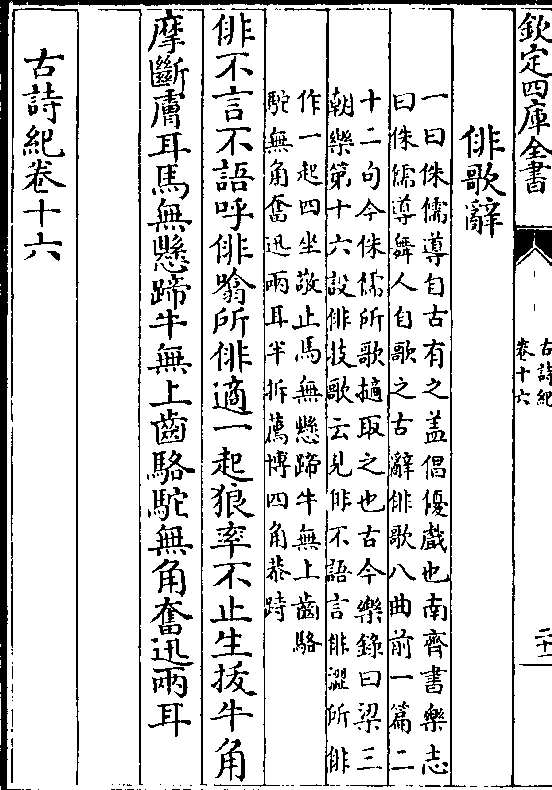 欽定四庫全書
古詩紀
卷十六
二十一
俳歌辭
一曰侏儒導自古有之盖倡優戲也南齊書樂志
曰侏儒導舞人自歌之古辭俳歌八曲前一篇二
十二句今侏儒所歌擿取之也古今樂錄曰梁三
朝樂第十六設俳技歌云見俳不語言俳澀所俳
作一起四坐敬止馬無懸蹄牛無上齒駱
駝無角奮迅兩耳半拆薦博四角恭跱
俳不言不語呼俳噏所俳適一起狼率不止生拔牛角
摩斷膚耳馬無懸蹄牛無上齒駱駝無角奮迅兩耳
古詩紀卷十六